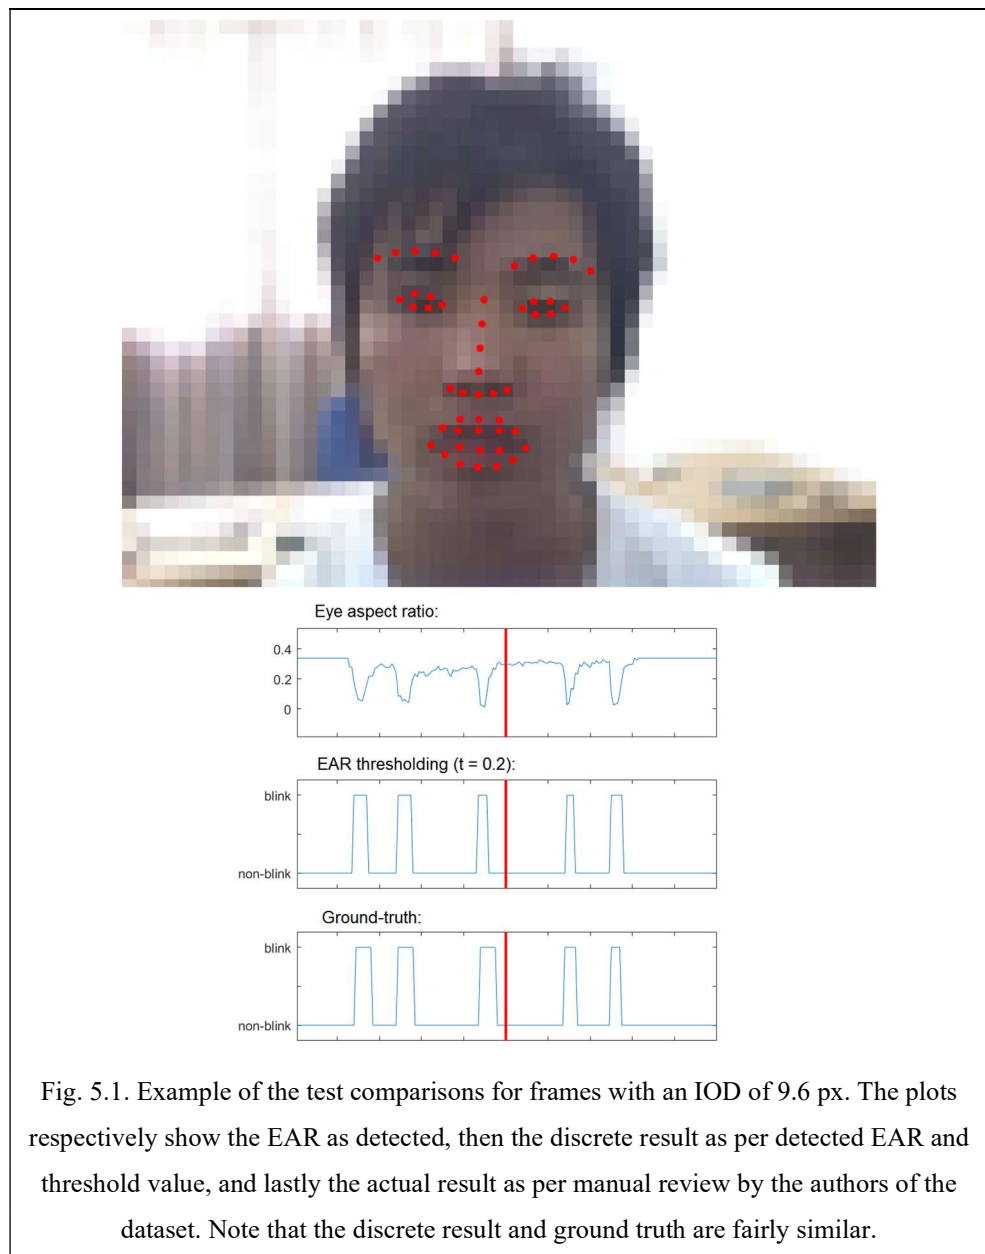 Eye aspect ratio:
0.4
0.2
0
EAR thresholding (t = 0.2):
blink
non-blink
Ground-truth:
blink
non-blink
Fig. 5.1. Example of the test comparisons for frames with an IOD of 9.6 px. The plots
respectively show the EAR as detected, then the discrete result as per detected EAR and
threshold value, and lastly the actual result as per manual review by the authors of the
dataset. Note that the discrete result and ground truth are fairly similar.